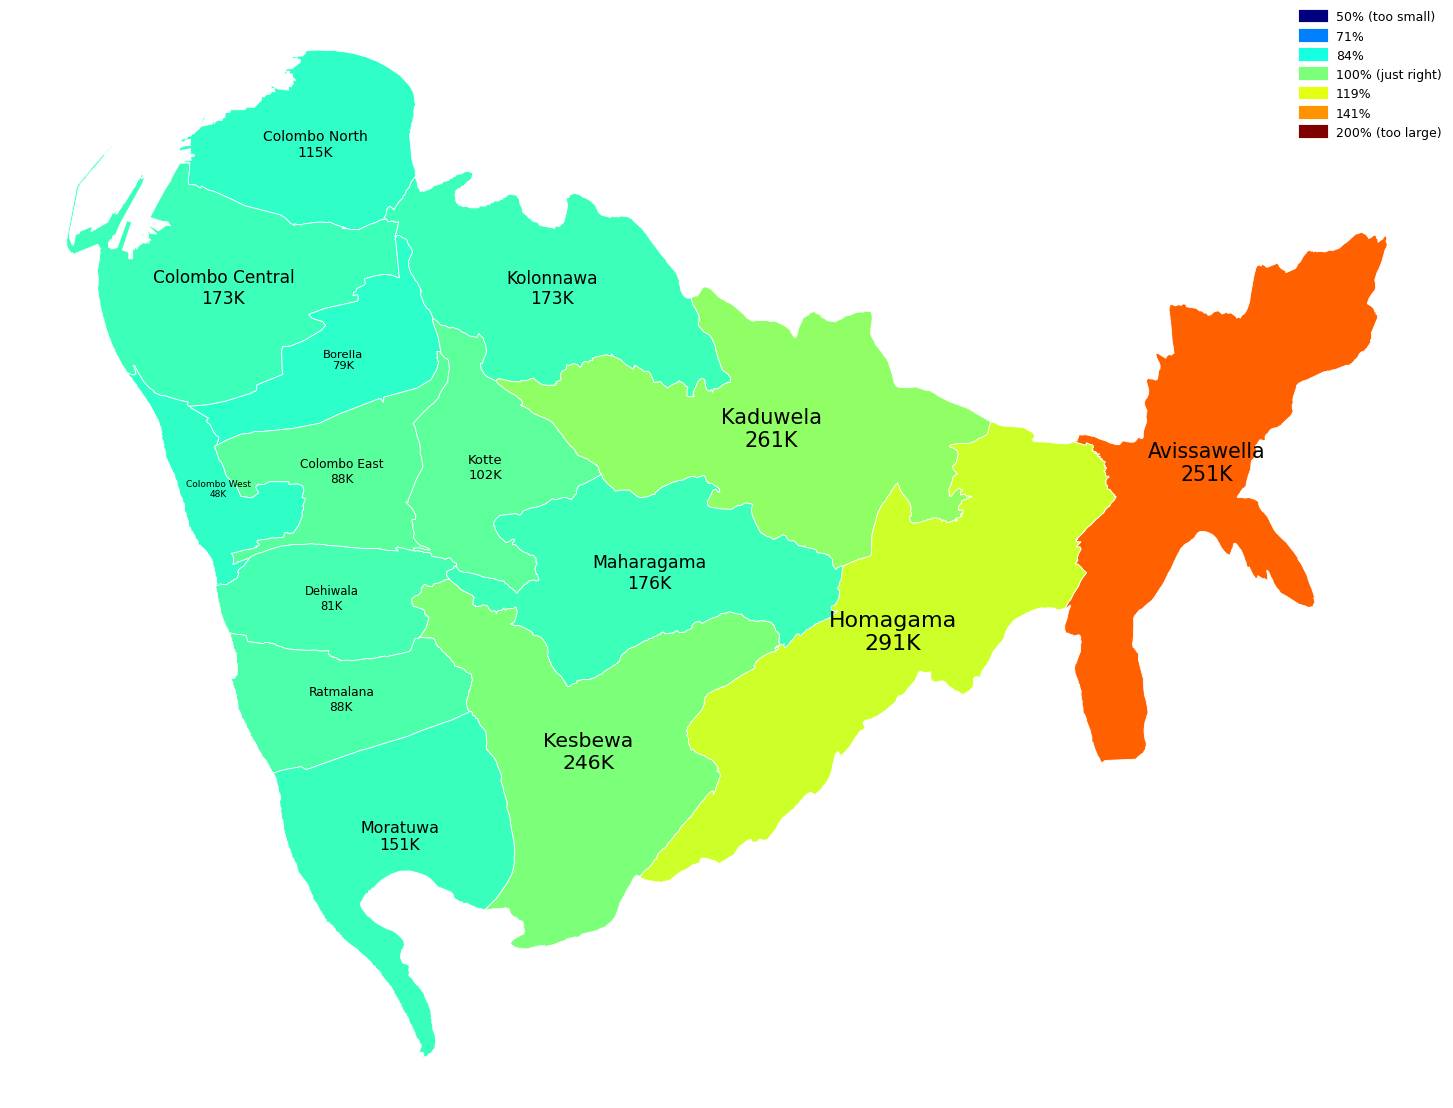 50% (too small)
71%
84%
100% (just right)
119%
141%
200% (too large)
Colombo North
115K
Colombo Central
173K
Kolonnawa
173K
Borella
79K
Kaduwela
261K
Avissawella
251K
Colombo East
88K
Kotte
102K
Colombo West
48K
Maharagama
176K
Dehiwala
81K
Homagama
291K
Ratmalana
88K
Kesbewa
246K
Moratuwa
151K